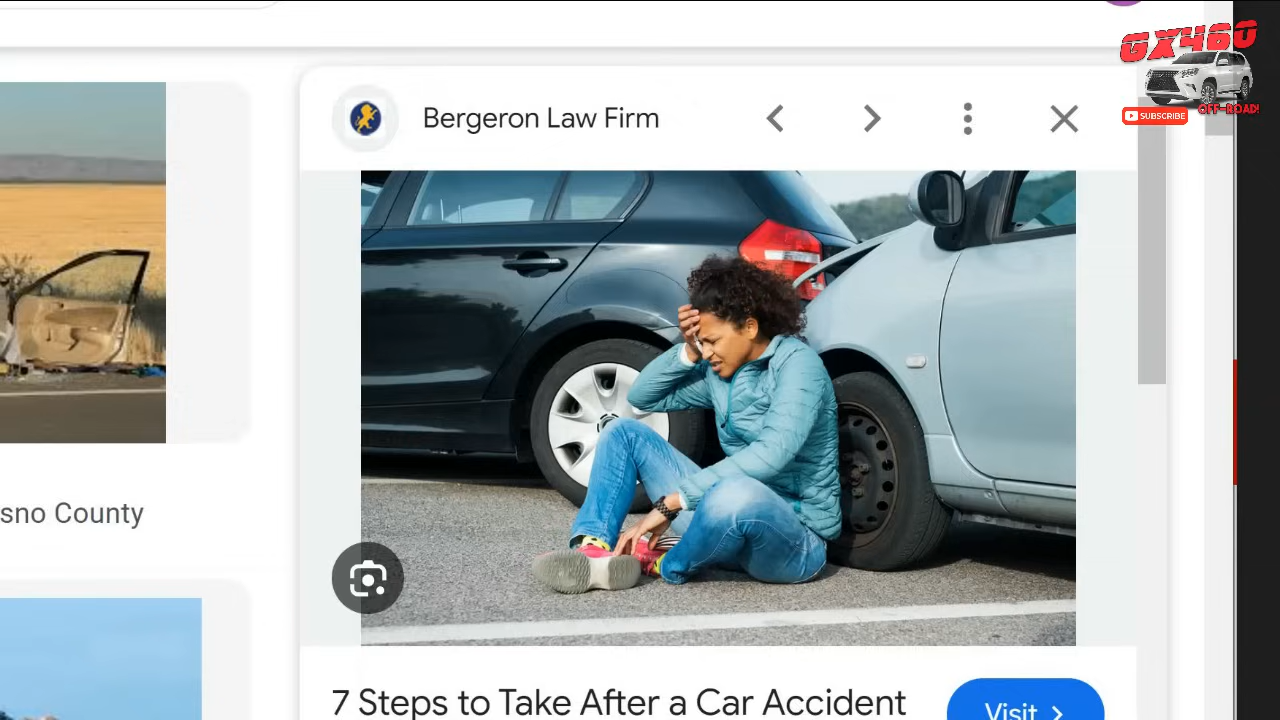 GX460
SUBSCRIBE
OFF-ROAD!
Bergeron Law Firm
sno County
7 Steps to Take After a Car Accident
Visit